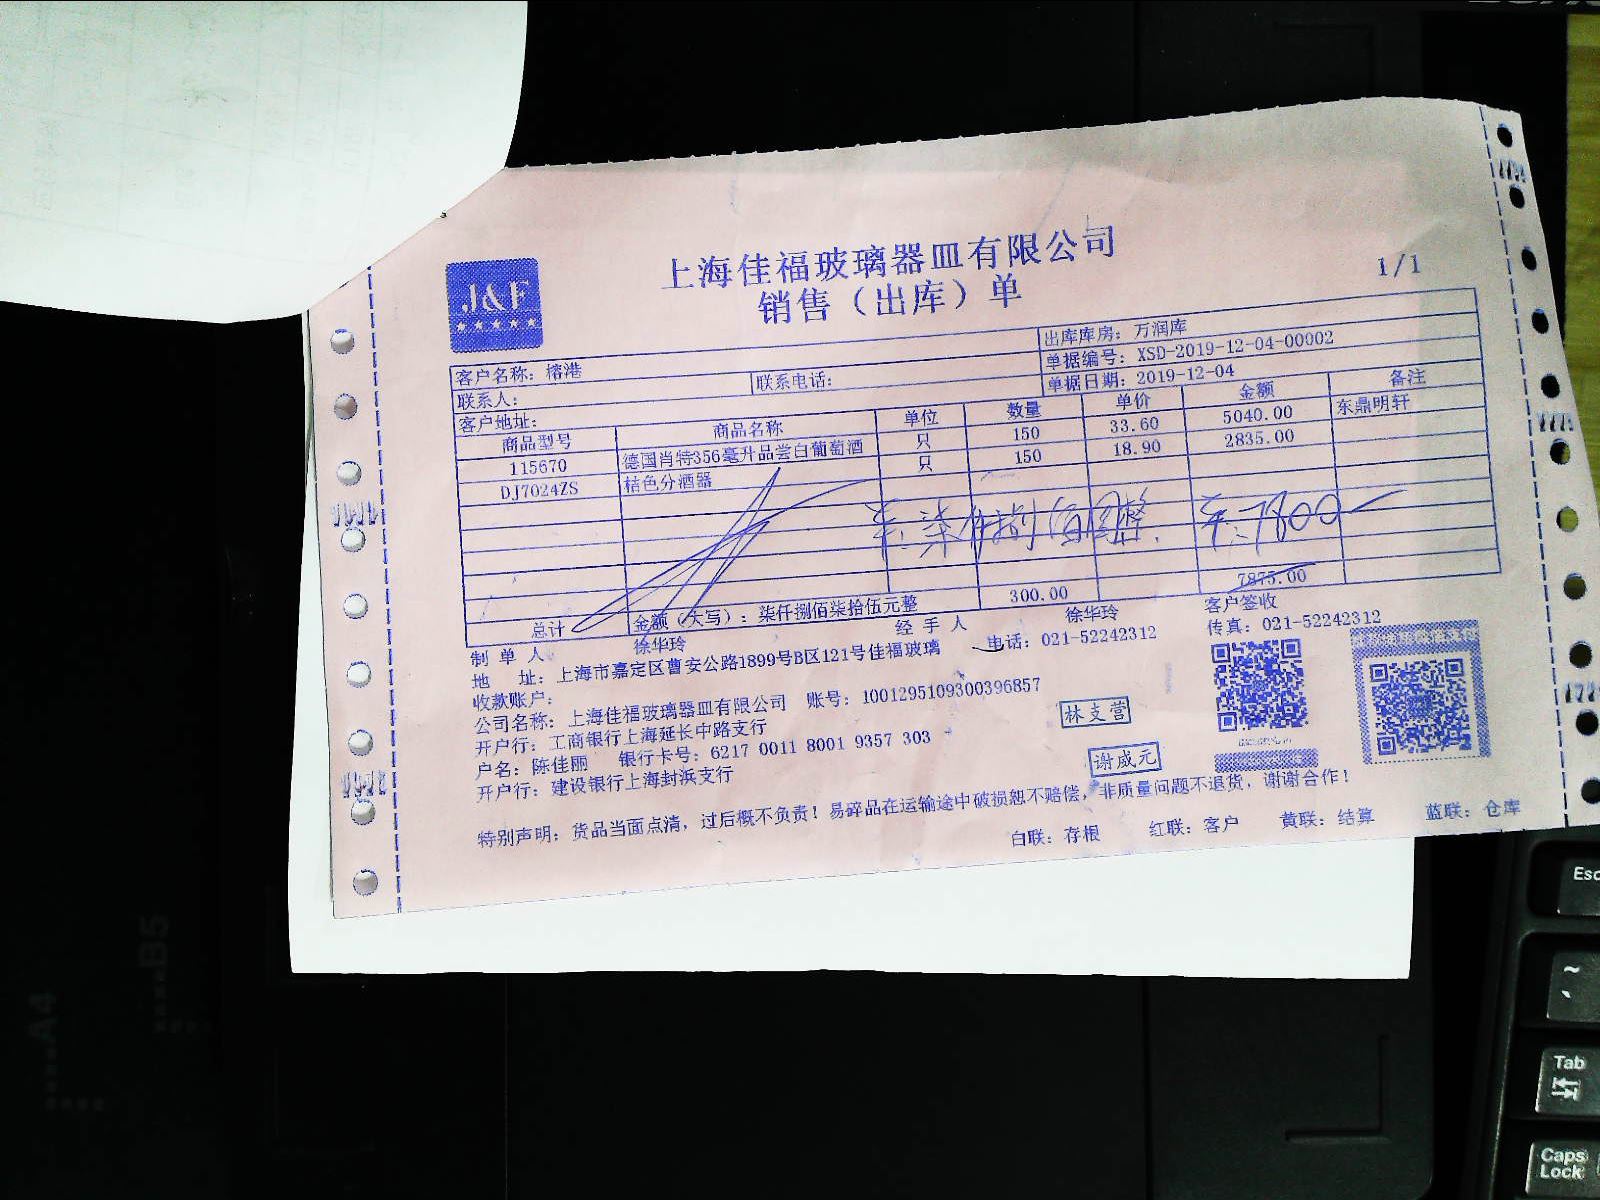 J&F
★★★★★
上海佳福玻璃器皿有限公司
销售（出库）单
1/1
客户名称：榕港
出库库房：万润库
联系人：
联系电话：
单据编号：XSD-2019-12-04-00002
客户地址：
单据日期：2019-12-04
商品型号 商品名称 单位 数量 单价 金额 备注
115670 德国肖特356毫升品尝白葡萄酒 只 150 33.60 5040.00 东鼎明轩
DJ7024ZS 桔色分酒器 只 150 18.90 2835.00
柒仟捌佰圆整 7800
总计 金额（大写）：柒仟捌佰柒拾伍元整 300.00 7875.00
制单人 徐华玲 经手人 徐华玲 客户签收
地 址：上海市嘉定区曹安公路1899号B区121号佳福玻璃 电话：021-52242312 传真：021-52242312
收款账户：
公司名称：上海佳福玻璃器皿有限公司 账号：1001295109300396857
开户行：工商银行上海延长中路支行
户名：陈佳丽 银行卡号：6217 0011 8001 9357 303
开户行：建设银行上海封浜支行
林支营
谢威元
特别声明：货品当面点清，过后概不负责！易碎品在运输途中破损恕不赔偿，非质量问题不退货，谢谢合作！
白联：存根 红联：客户 黄联：结算 蓝联：仓库
A4
B5
Esc
~
Tab
Caps
Lock